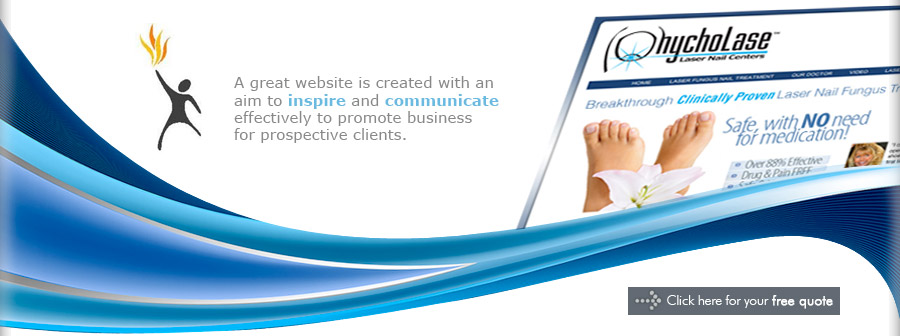 A great website is created with an
aim to inspire and communicate
effectively to promote business
for prospective clients.
OhychoLase™
Laser Nail Centers
HOME LASER FUNGUS NAIL TREATMENT OUR DOCTOR VIDEO
Breakthrough Clinically Proven Laser Nail Fungus
Safe, with NO need
for medication!
Over 88% Effective
Drug & Pain FREE
Click here for your free quote